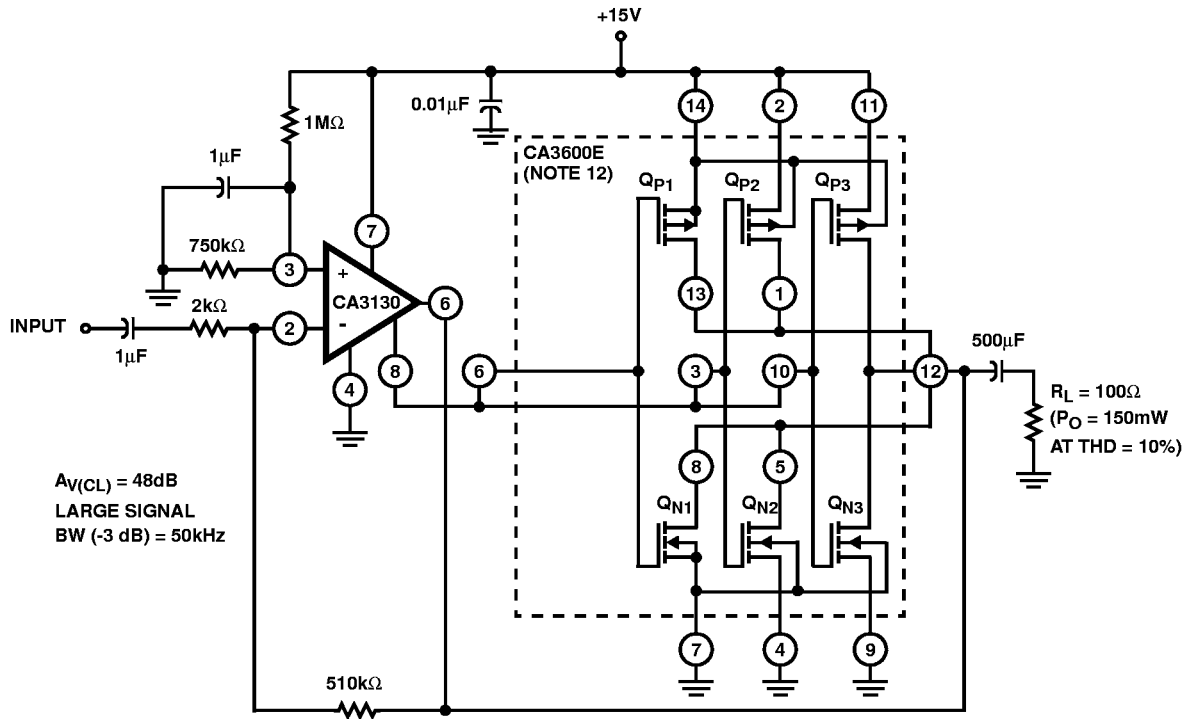 +15V
0.01μF
14
2
11
1MΩ
CA3600E
(NOTE 12)
1μF
QP1
QP2
QP3
7
750kΩ
3
+
13
1
CA3130
6
2kΩ
INPUT
2
-
1μF
500μF
8
6
3
10
12
4
RL = 100Ω
(PO = 150mW
AT THD = 10%)
8
5
AV(CL) = 48dB
LARGE SIGNAL
BW (-3 dB) = 50kHz
QN1
QN2
QN3
7
4
9
510kΩ